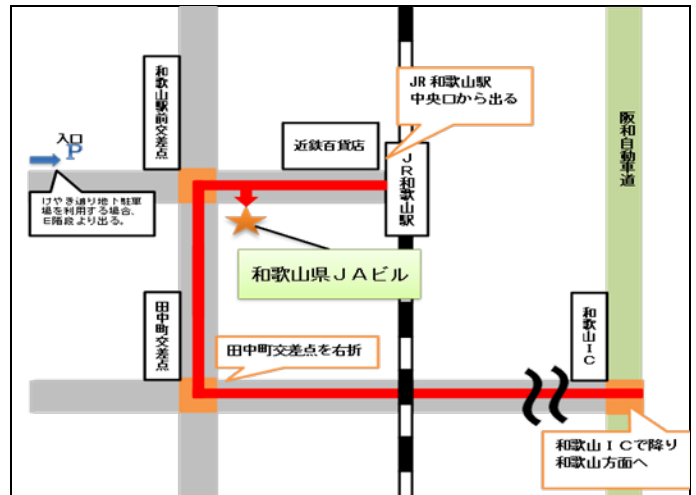 和歌山駅前交差点
JR 和歌山駅
中央口から出る
阪和自動車道
入口
P
近鉄百貨店
JR和歌山駅
けやき通り地下駐車
場を利用する場合、
E階段より出る。
和歌山県ＪＡビル
田中町交差点
和歌山ＩＣ
田中町交差点を右折
和歌山ＩＣで降り
和歌山方面へ